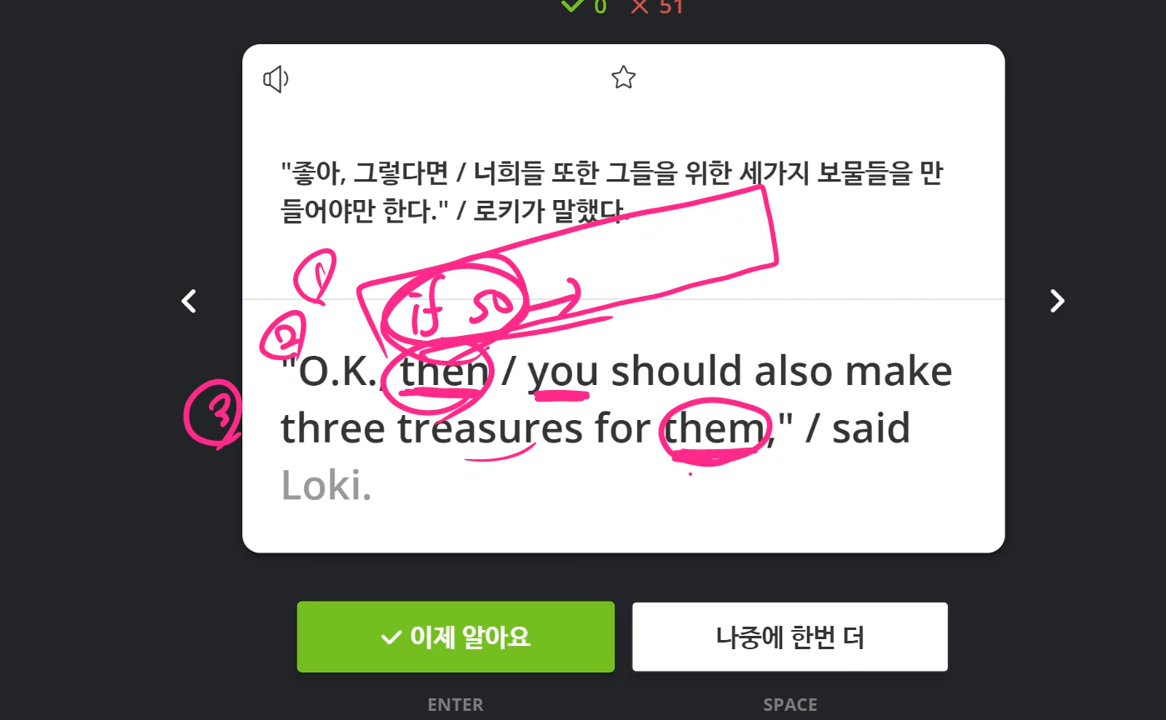 0 51
"좋아, 그렇다면 / 너희들 또한 그들을 위한 세가지 보물들을 만
들어야만 한다." / 로키가 말했다.
1
if so,
2
"O.K., then / you should also make
3
three treasures for them," / said
Loki.
이제 알아요
나중에 한번 더
ENTER
SPACE